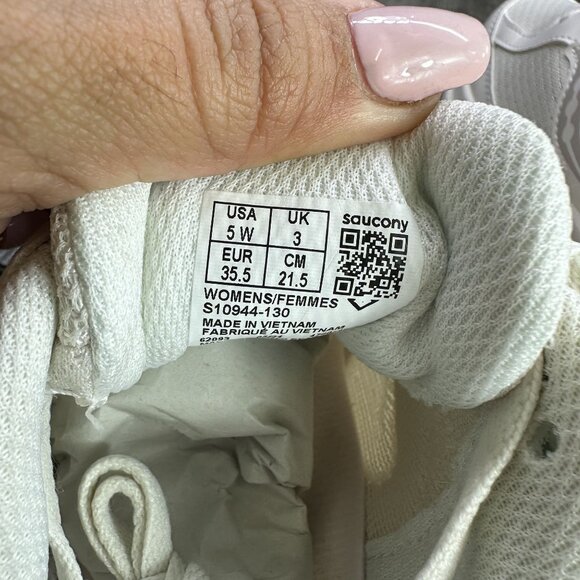 USA UK saucony
5 W 3
EUR CM
35.5 21.5
WOMENS/FEMMES
S10944-130
MADE IN VIETNAM
FABRIQUÉ AU VIETNAM